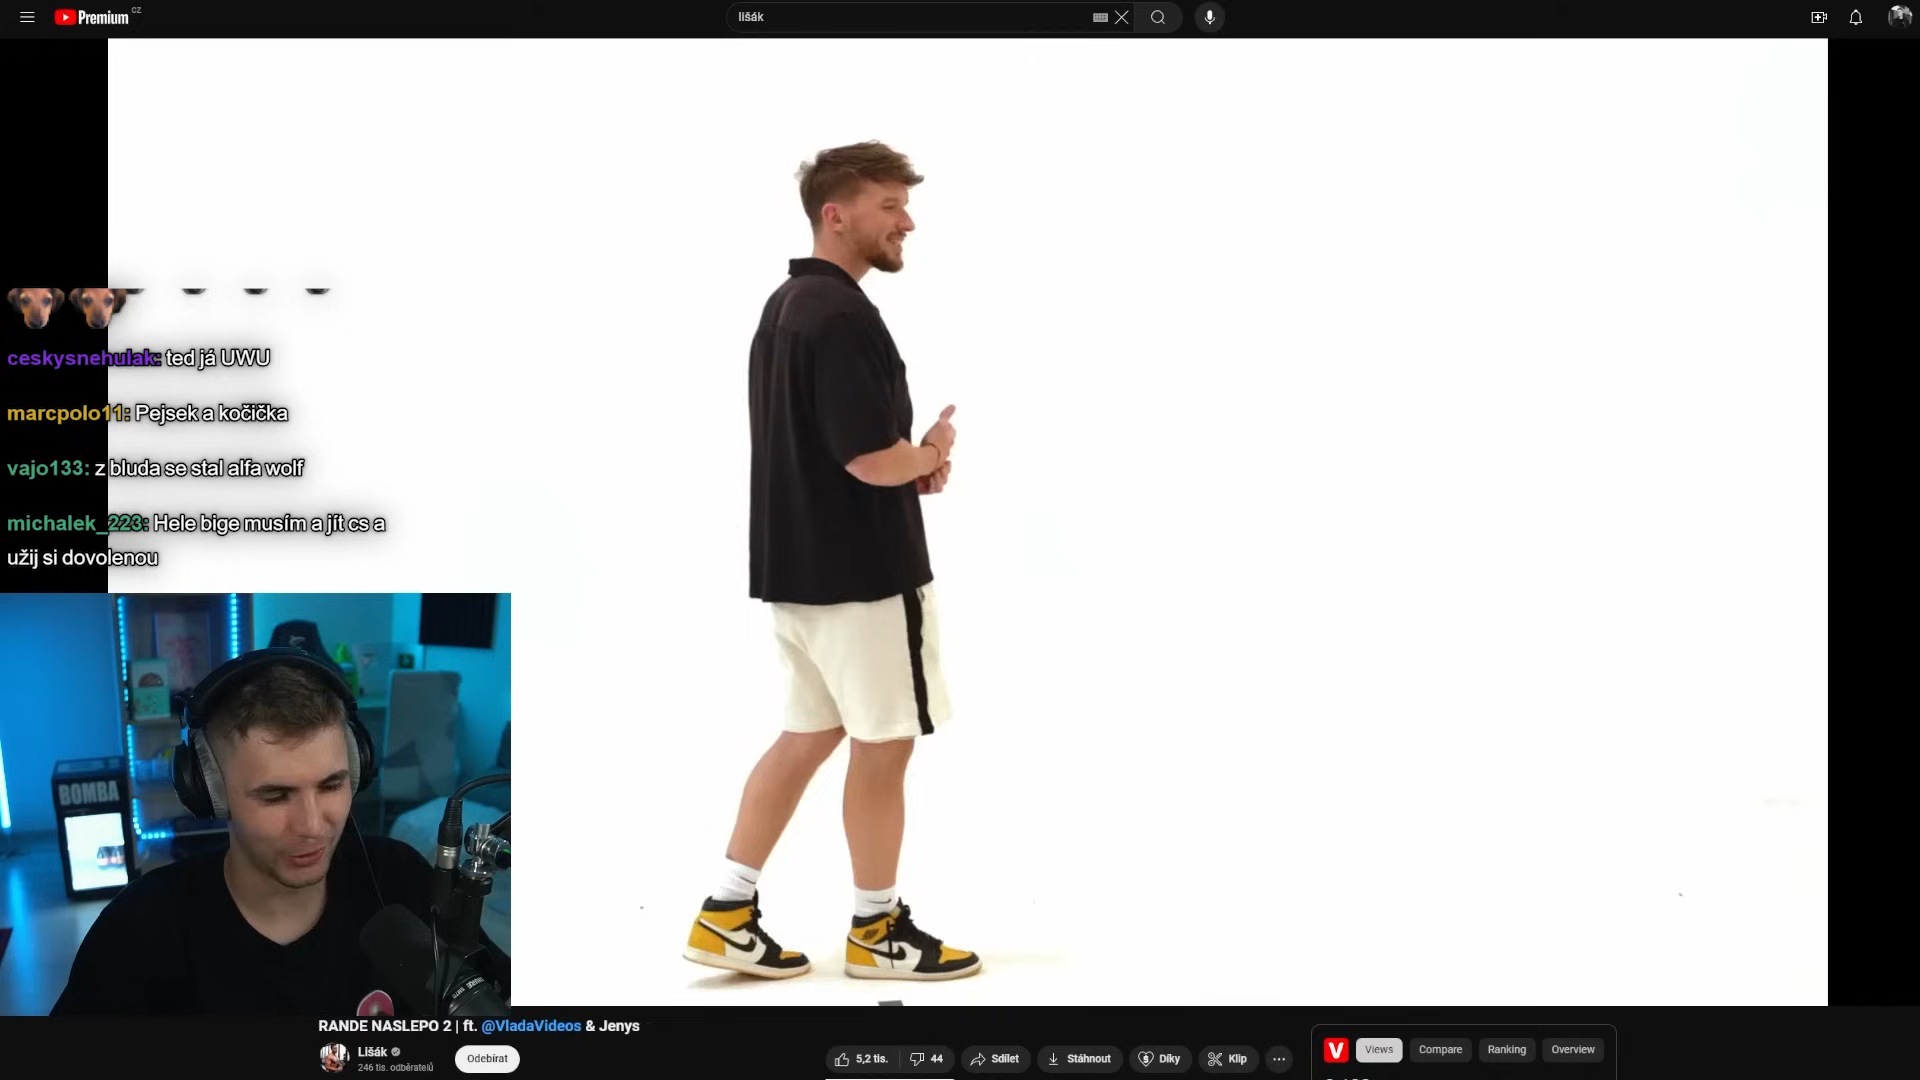 Premium CZ
lišák
ceskysnehulak: ted já UWU
marcpolo11: Pejsek a kočička
vajo133: z bluda se stal alfa wolf
michalek_223: Hele bige musím a jít cs a
užij si dovolenou
BOMBA
RANDE NASLEPO 2 | ft. @VladaVideos & Jenys
Lišák
246 tis. odběratelů
Odebírat
5,2 tis.
44
Sdílet
Stáhnout
Díky
Klip
Views
Compare
Ranking
Overview